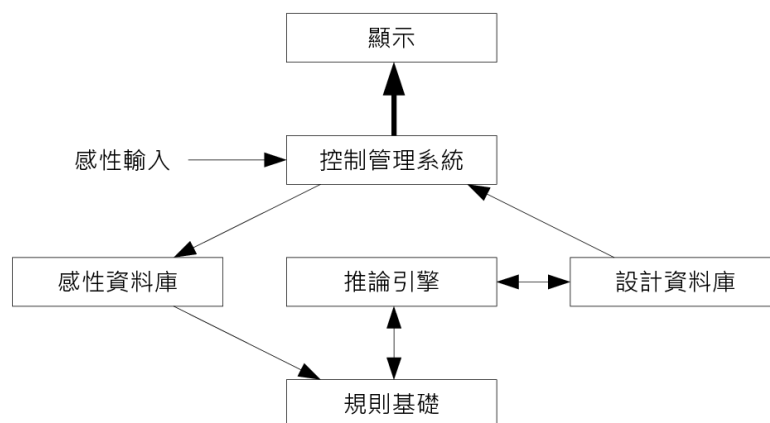 顯示
感性輸入
控制管理系統
感性資料庫
推論引擎
設計資料庫
規則基礎